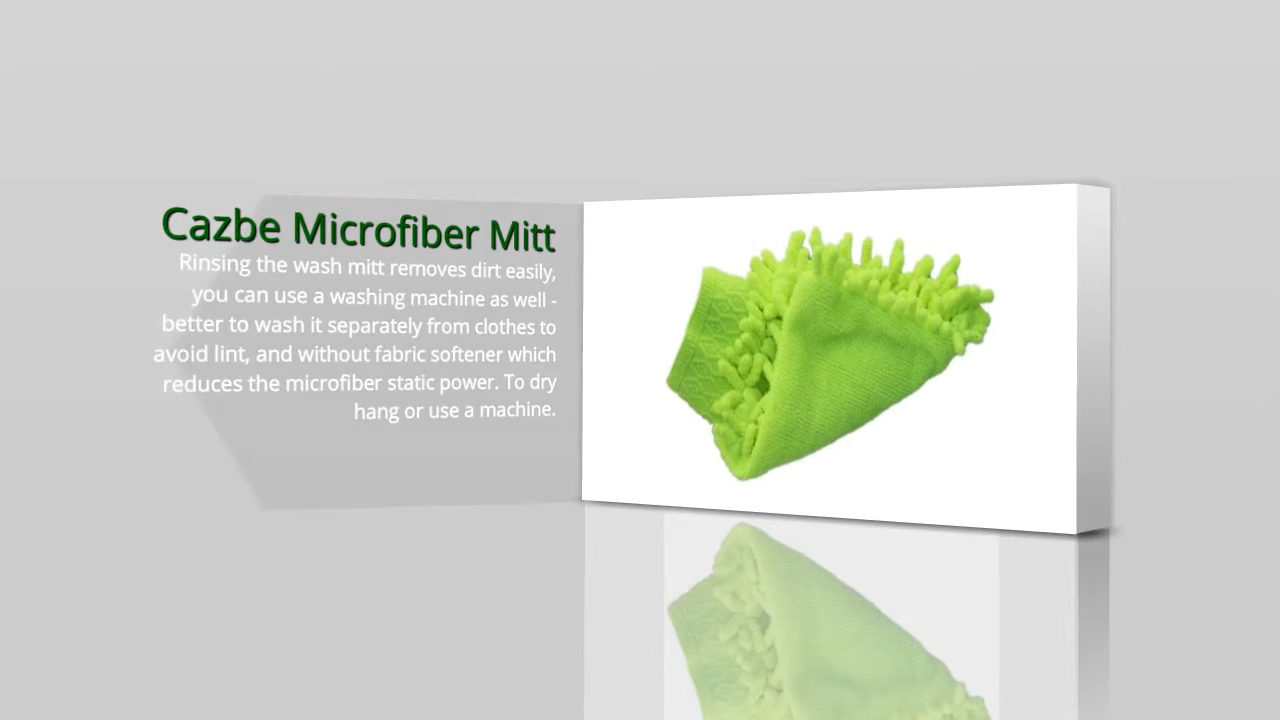 Cazbe Microfiber Mitt
Rinsing the wash mitt removes dirt easily,
you can use a washing machine as well -
better to wash it separately from clothes to
avoid lint, and without fabric softener which
reduces the microfiber static power. To dry
hang or use a machine.